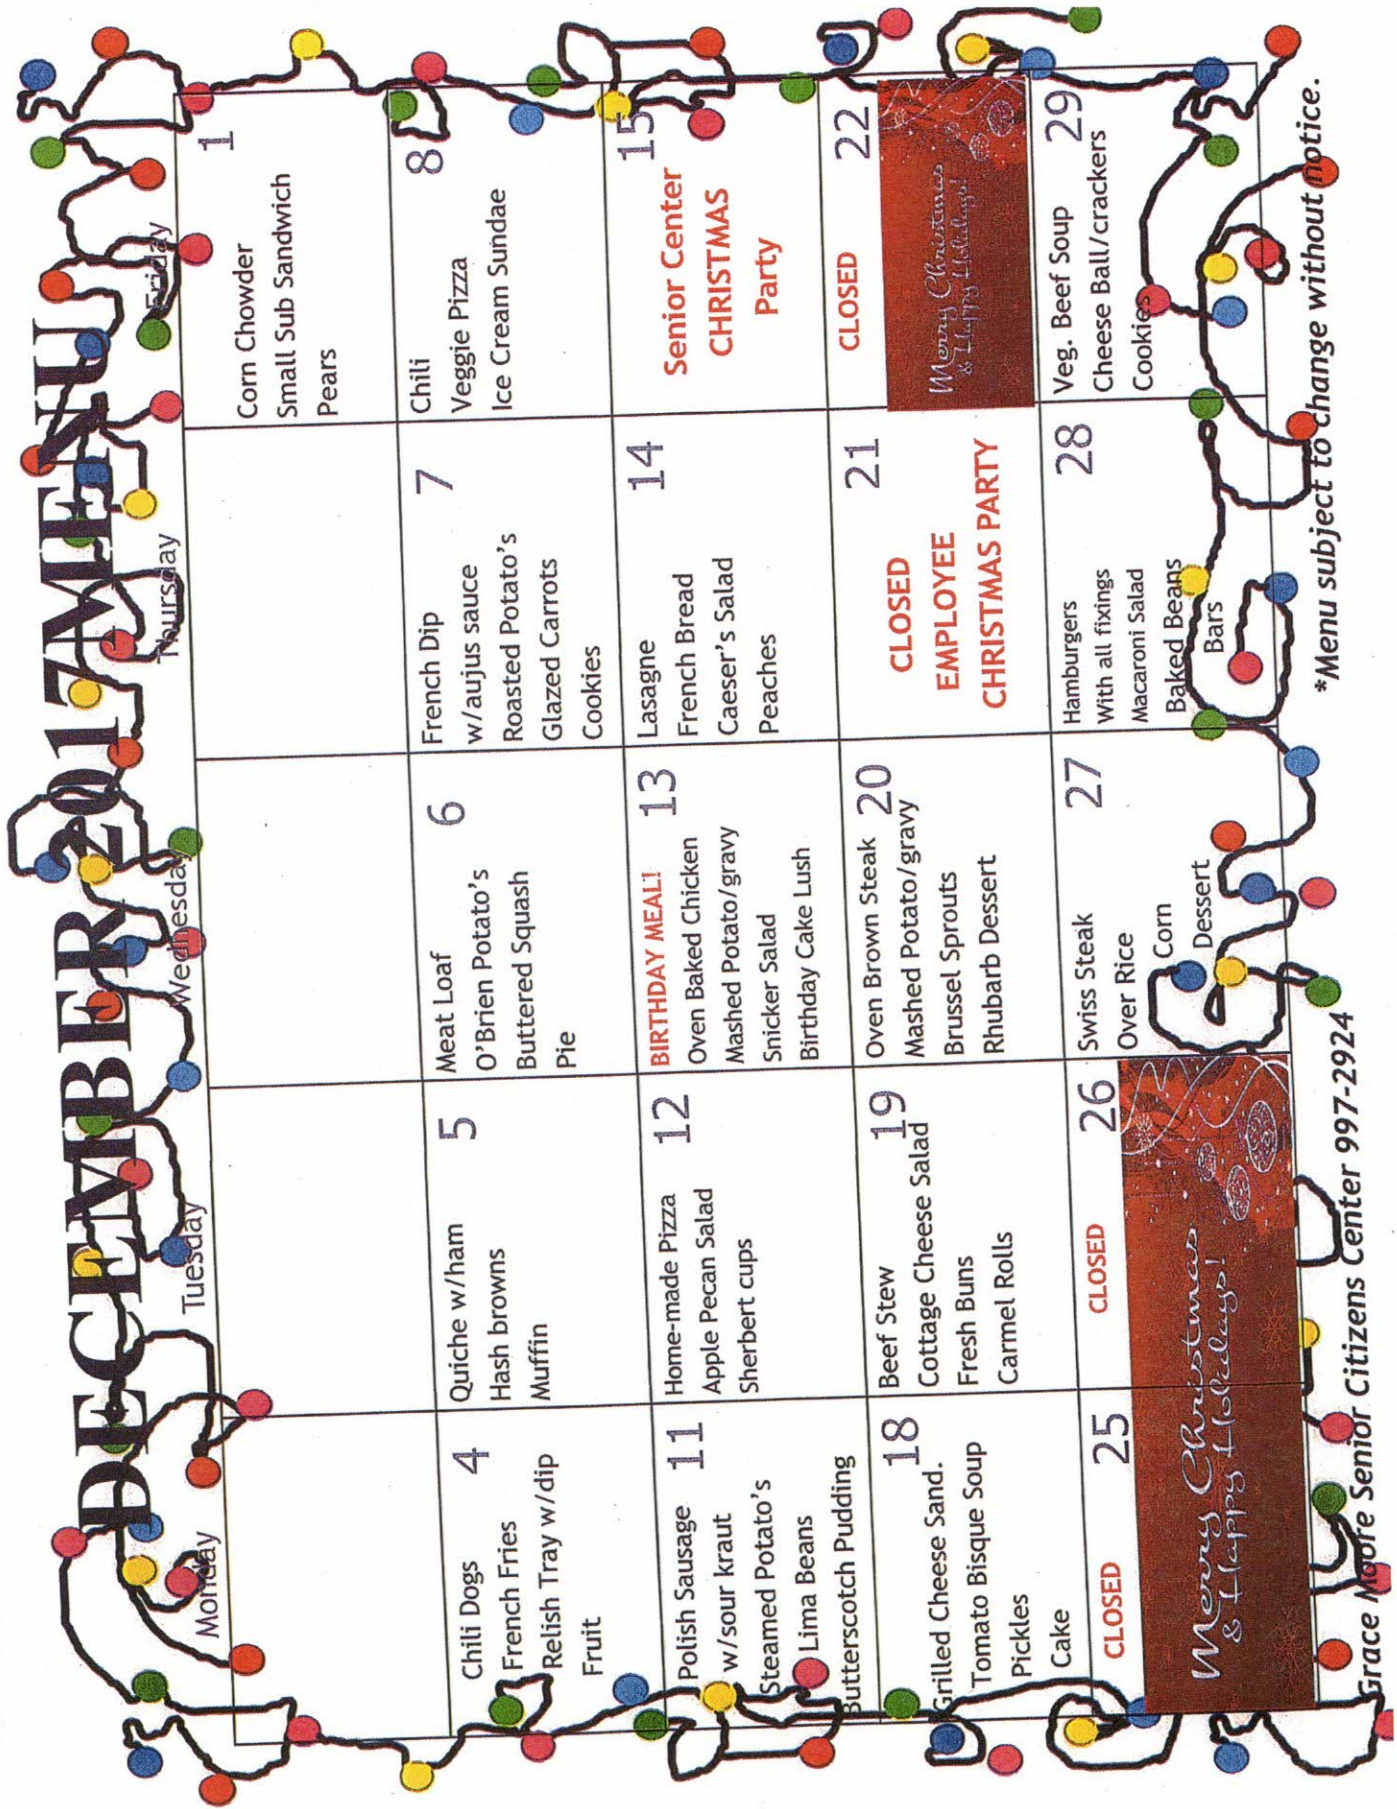 DECEMBER 2017 MENU
Monday
Tuesday
Wednesday
Thursday
Friday
1
Corn Chowder
Small Sub Sandwich
Pears
4
Chili Dogs
French Fries
Relish Tray w/dip
Fruit
5
Quiche w/ham
Hash browns
Muffin
6
Meat Loaf
O'Brien Potato's
Buttered Squash
Pie
7
French Dip
w/aujus sauce
Roasted Potato's
Glazed Carrots
Cookies
8
Chili
Veggie Pizza
Ice Cream Sundae
11
Polish Sausage
w/sour kraut
Steamed Potato's
Lima Beans
Butterscotch Pudding
12
Home-made Pizza
Apple Pecan Salad
Sherbert cups
BIRTHDAY MEAL! 13
Oven Baked Chicken
Mashed Potato/gravy
Snicker Salad
Birthday Cake Lush
14
Lasagne
French Bread
Caeser's Salad
Peaches
15
Senior Center
CHRISTMAS
Party
18
Grilled Cheese Sand.
Tomato Bisque Soup
Pickles
Cake
19
Beef Stew
Cottage Cheese Salad
Fresh Buns
Carmel Rolls
20
Oven Brown Steak
Mashed Potato/gravy
Brussel Sprouts
Rhubarb Dessert
21
CLOSED
EMPLOYEE
CHRISTMAS PARTY
22
CLOSED
Merry Christmas
& Happy Holidays!
25
CLOSED
26
CLOSED
Merry Christmas
& Happy Holidays!
27
Swiss Steak
Over Rice
Corn
Dessert
28
Hamburgers
With all fixings
Macaroni Salad
Baked Beans
Bars
29
Veg. Beef Soup
Cheese Ball/crackers
Cookies
Grace Moore Senior Citizens Center 997-2924
*Menu subject to change without notice.